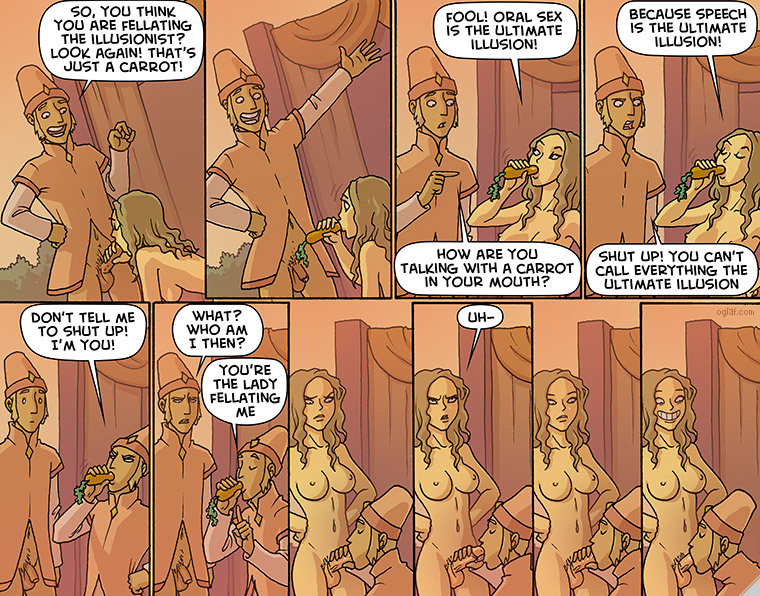 SO, YOU THINK
YOU ARE FELLATING
THE ILLUSIONIST?
LOOK AGAIN! THAT'S
JUST A CARROT!
FOOL! ORAL SEX
IS THE ULTIMATE
ILLUSION!
HOW ARE YOU
TALKING WITH A CARROT
IN YOUR MOUTH?
BECAUSE SPEECH
IS THE ULTIMATE
ILLUSION!
SHUT UP! YOU CAN'T
CALL EVERYTHING THE
ULTIMATE ILLUSION
DON'T TELL ME
TO SHUT UP!
I'M YOU!
WHAT?
WHO AM
I THEN?
YOU'RE
THE LADY
FELLATING
ME
UH-
oglaf.com